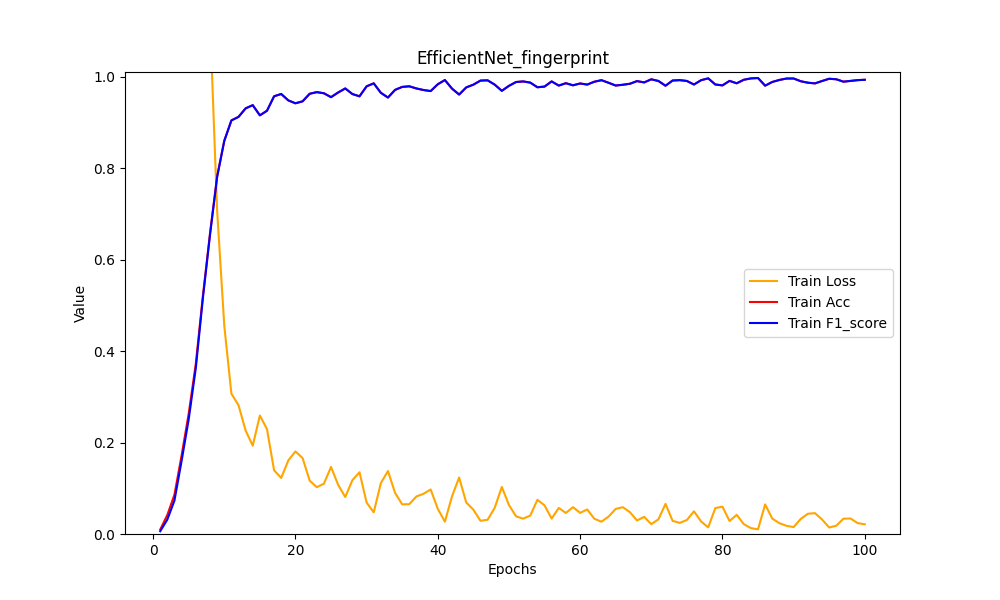 EfficientNet_fingerprint
1.0
0.8
0.6
0.4
0.2
0.0
Value
Train Loss
Train Acc
Train F1_score
0 20 40 60 80 100
Epochs